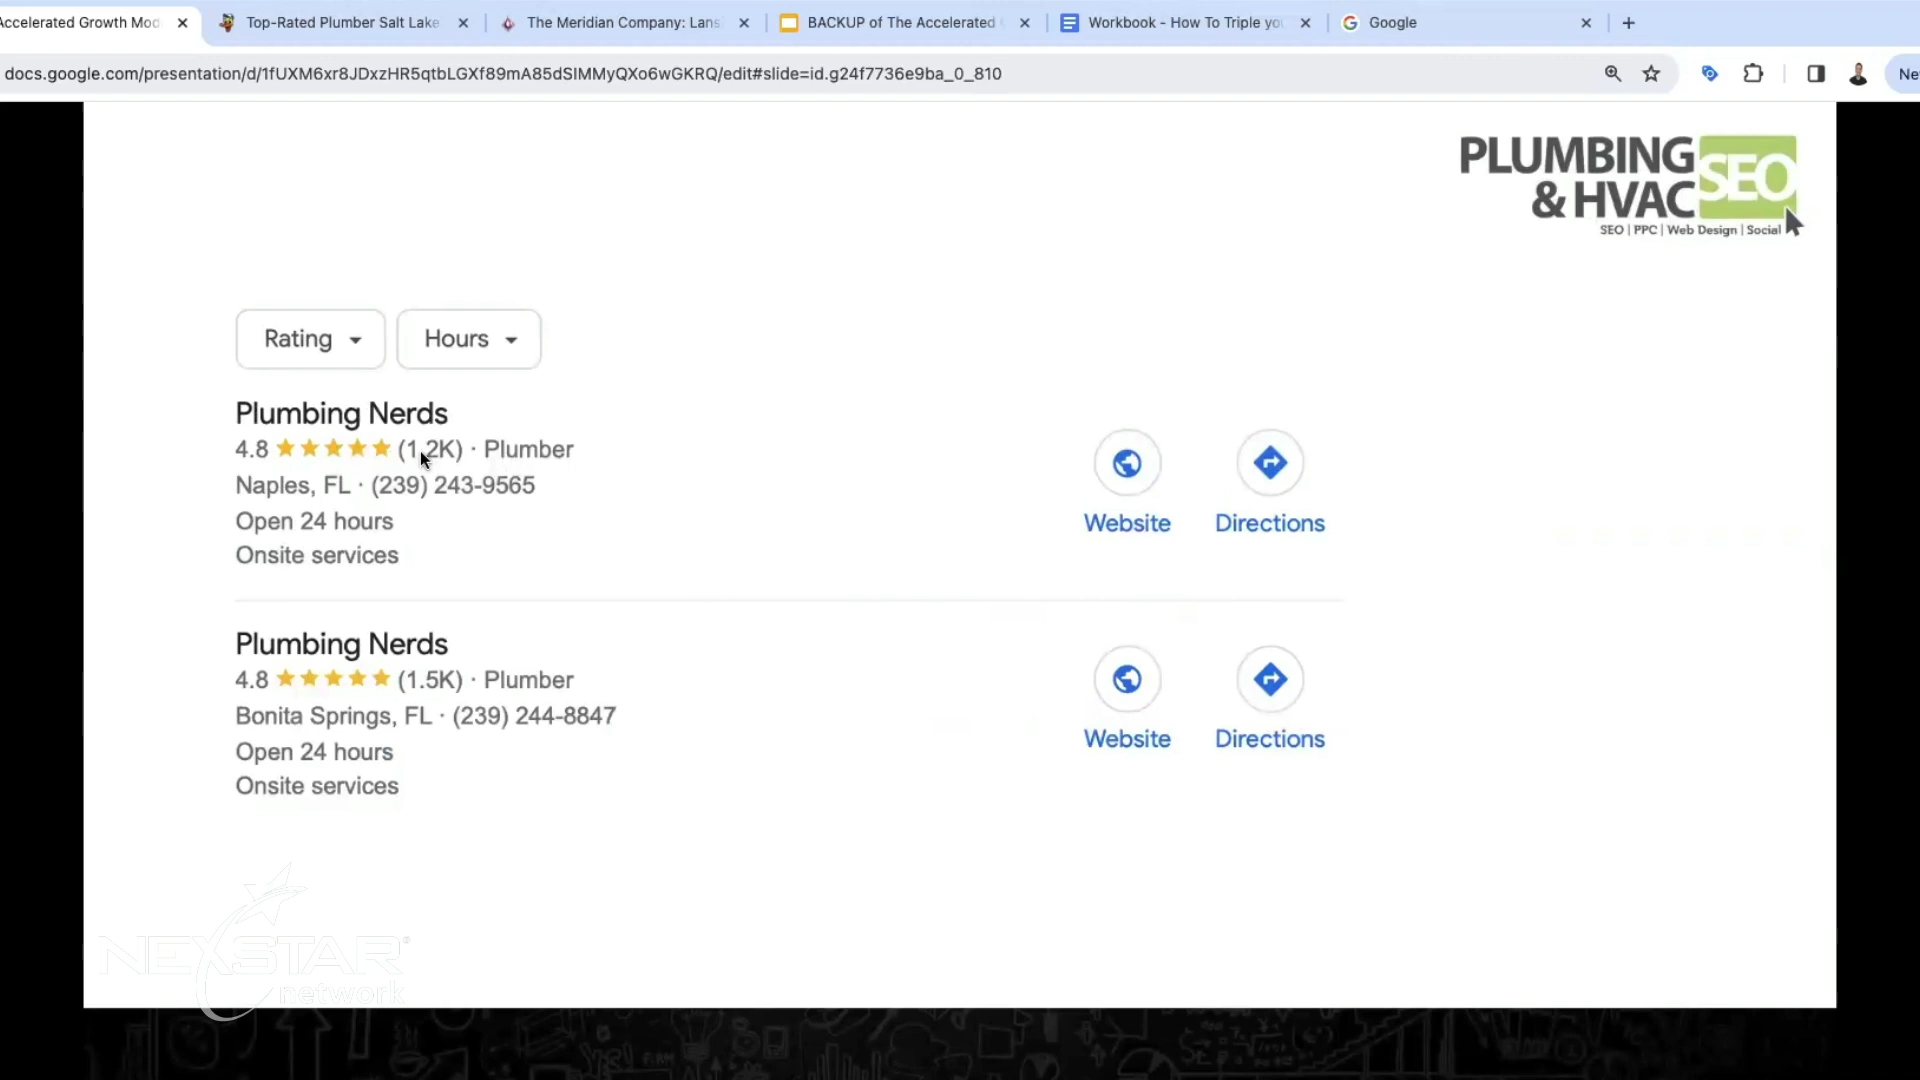 Accelerated Growth Mod
Top-Rated Plumber Salt Lake
The Meridian Company: Lans
BACKUP of The Accelerated
Workbook - How To Triple yo
Google
docs.google.com/presentation/d/1fUXM6xr8JDxzHR5qtbLGXf89mA85dSIMMyQXo6wGKRQ/edit#slide=id.g24f7736e9ba_0_810
Ne
PLUMBING
& HVAC
SEO
SEO | PPC | Web Design | Social
Rating
Hours
Plumbing Nerds
4.8 (1.2K) · Plumber
Naples, FL · (239) 243-9565
Open 24 hours
Onsite services
Website
Directions
Plumbing Nerds
4.8 (1.5K) · Plumber
Bonita Springs, FL · (239) 244-8847
Open 24 hours
Onsite services
Website
Directions
NEXSTAR®
network